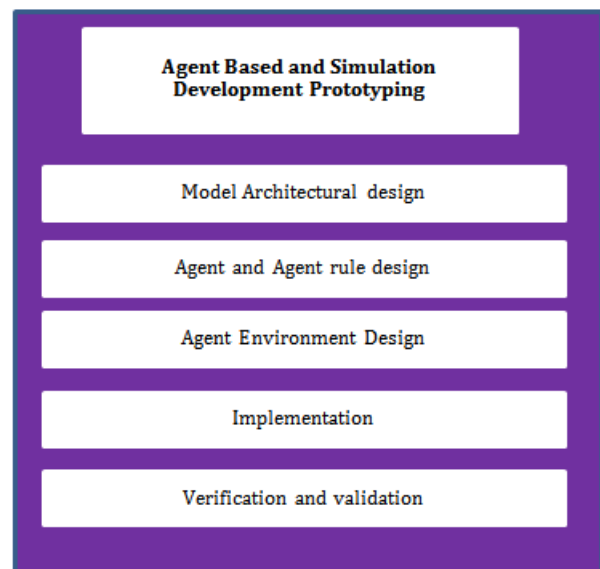 Agent Based and Simulation
Development Prototyping
Model Architectural design
Agent and Agent rule design
Agent Environment Design
Implementation
Verification and validation